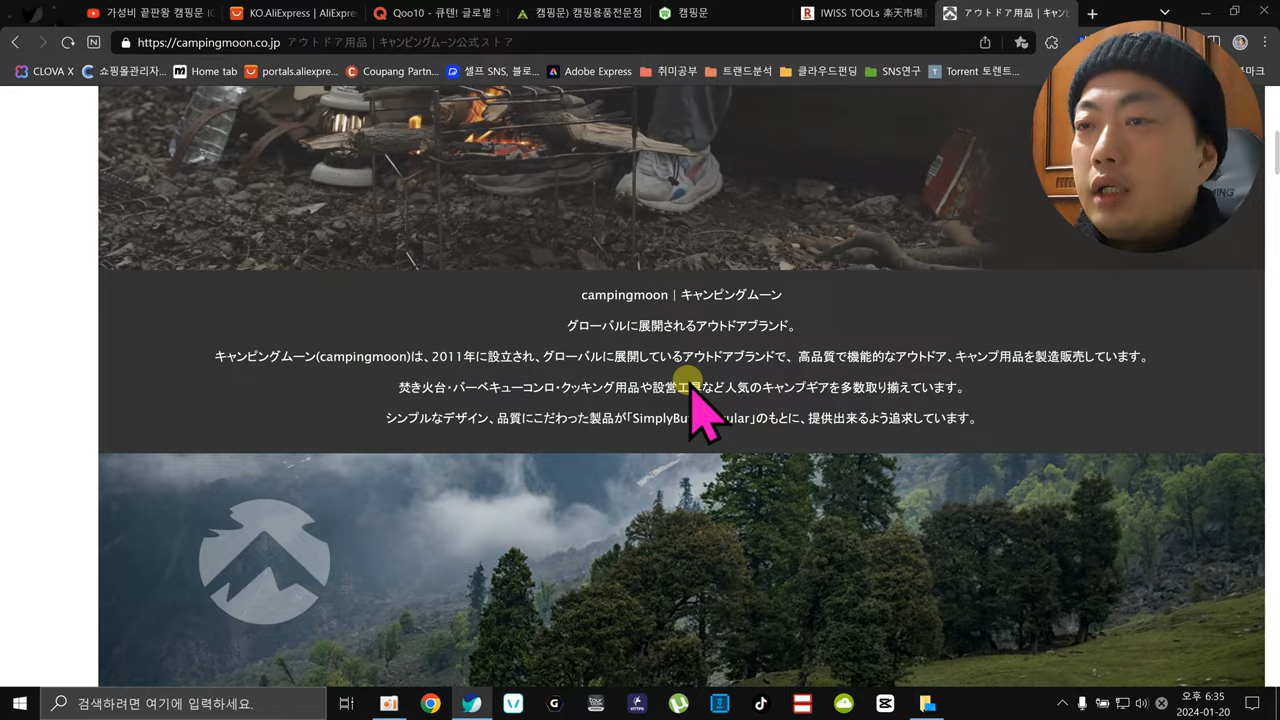 가성비 끝판왕 캠핑문
KO.AliExpress | AliExpre
Qoo10 - 큐텐! 글로벌
캠핑문) 캠핑용품전문점
캠핑문
IWISS TOOLs 楽天市場
アウトドア用品 | キャン
https://campingmoon.co.jp アウトドア用品 | キャンピングムーン公式ストア
CLOVA X
쇼핑몰관리자...
Home tab
portals.aliexpre...
Coupang Partn...
셀프 SNS, 블로...
Adobe Express
취미공부
트랜드분석
클라우드펀딩
SNS연구
Torrent 토렌트...
campingmoon | キャンピングムーン
グローバルに展開されるアウトドアブランド。
キャンピングムーン(campingmoon)は、2011年に設立され、グローバルに展開しているアウトドアブランドで、 高品質で機能的なアウトドア、キャンプ用品を製造販売しています。
焚き火台・バーベキューコンロ・クッキング用品や設営工具など人気のキャンプギアを多数取り揃えています。
シンプルなデザイン、品質にこだわった製品が「のもとに、提供出来るよう追求しています。
검색하려면 여기에 입력하세요.
오후 6:35
2024-01-20